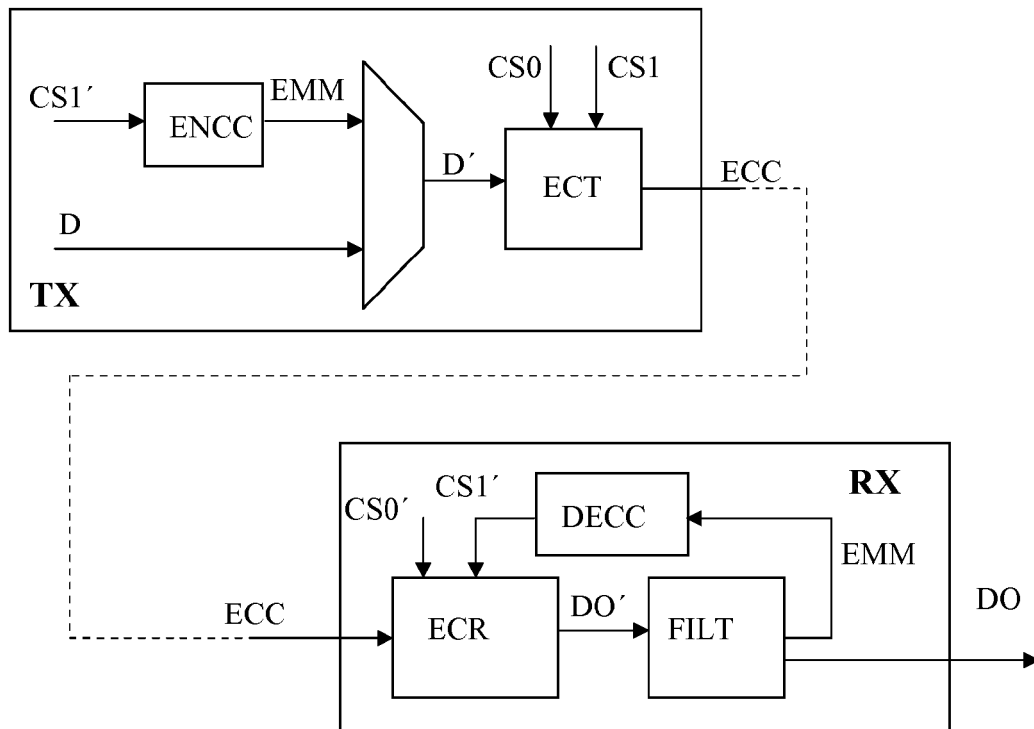 CS0 CS1
CS1´ EMM
ENCC
D´ ECT ECC
D
TX
CS0´ CS1´ DECC RX
EMM
ECC ECR DO´ FILT DO